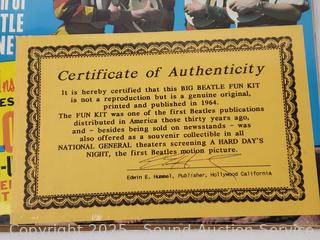 OF
TLE
NE
Certificate of Authenticity
It is hereby certified that this BIG BEATLE FUN KIT
is not a reproduction but is a genuine original,
printed and published in 1964.
The FUN KIT was one of the first Beatles publications
distributed in America those thirty years ago,
and - besides being sold on newsstands - was
also offered as a souvenir collectible in all
NATIONAL General theaters screening A HARD DAY'S
NIGHT, the first Beatles motion picture.
Edwin E. Hummel, Publisher, Hollywood California
Copyright 2025 Sound Auction Service